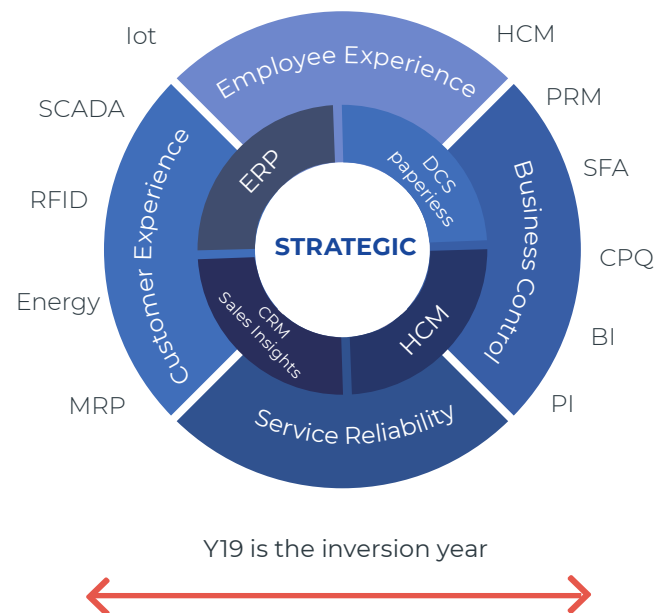 Iot
HCM
Employee Experience
SCADA
PRM
RFID
SFA
Energy
CPQ
MRP
BI
PI
Customer Experience
Business Control
Service Reliability
ERP
DCS
paperiess
CRM
Sales Insights
HCM
STRATEGIC
Y19 is the inversion year